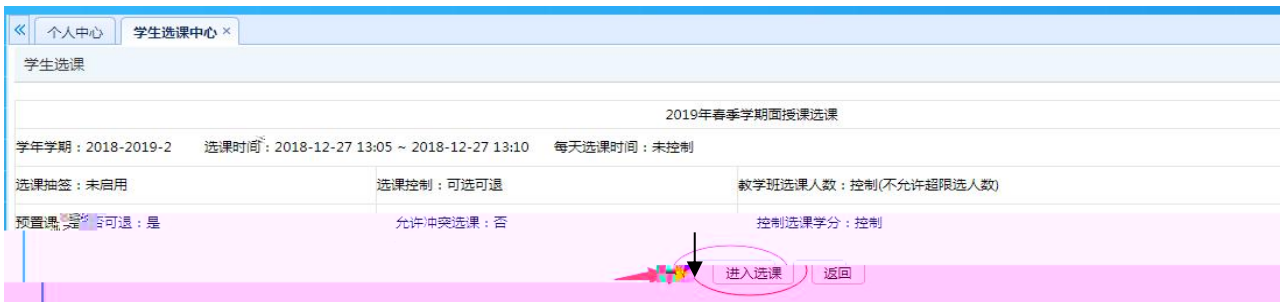 个人中心 学生选课中心 ×
学生选课
2019年春季学期面授课选课
学年学期：2018-2019-2 选课时间：2018-12-27 13:05 ~ 2018-12-27 13:10 每天选课时间：未控制
选课抽签：未启用 选课控制：可选可退 教学班选课人数：控制(不允许超限选人数)
预置课是否可退：是 允许冲突选课：否 控制选课学分：控制
进入选课 返回